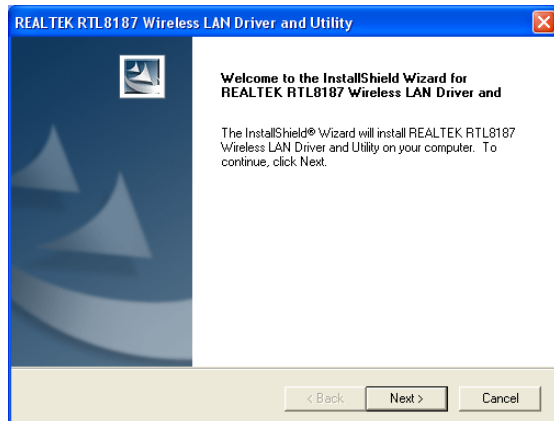 REALTEK RTL8187 Wireless LAN Driver and Utility
Welcome to the InstallShield Wizard for
REALTEK RTL8187 Wireless LAN Driver and
The InstallShield® Wizard will install REALTEK RTL8187
Wireless LAN Driver and Utility on your computer. To
continue, click Next.
< Back
Next >
Cancel